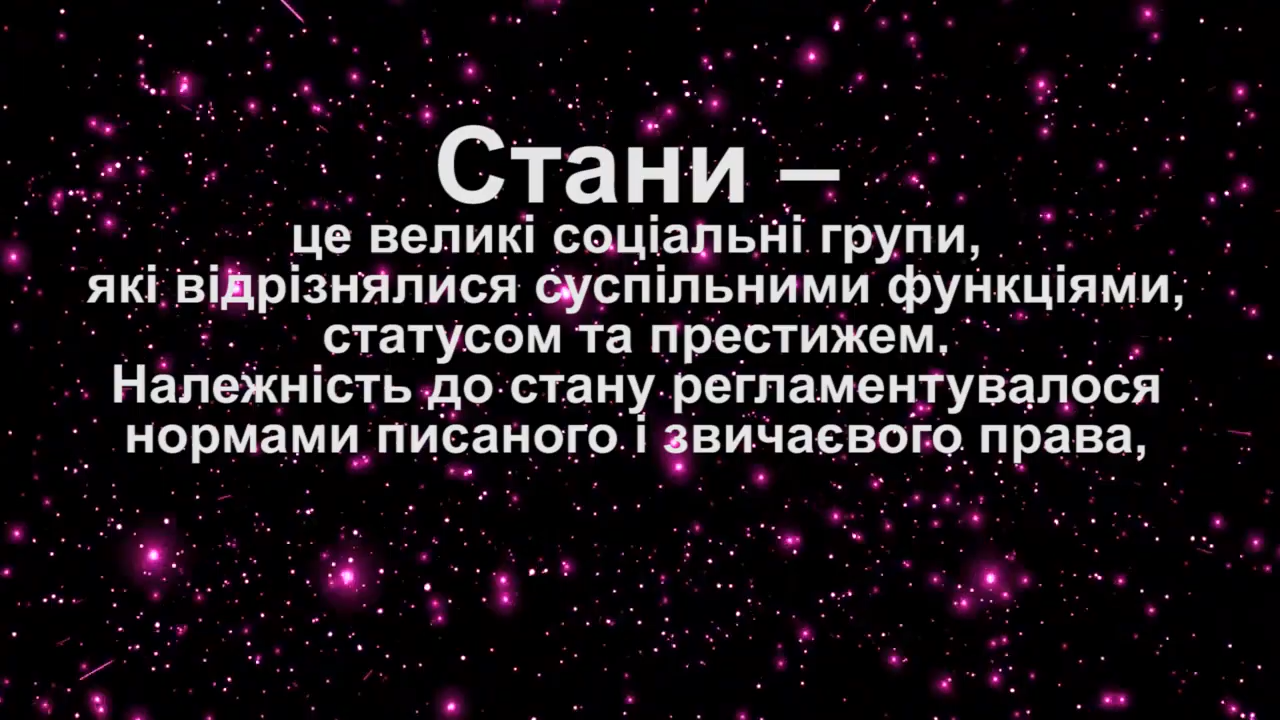 Стани –
це великі соціальні групи,
які відрізнялися суспільними функціями,
статусом та престижем.
Належність до стану регламентувалося
нормами писаного і звичаєвого права,